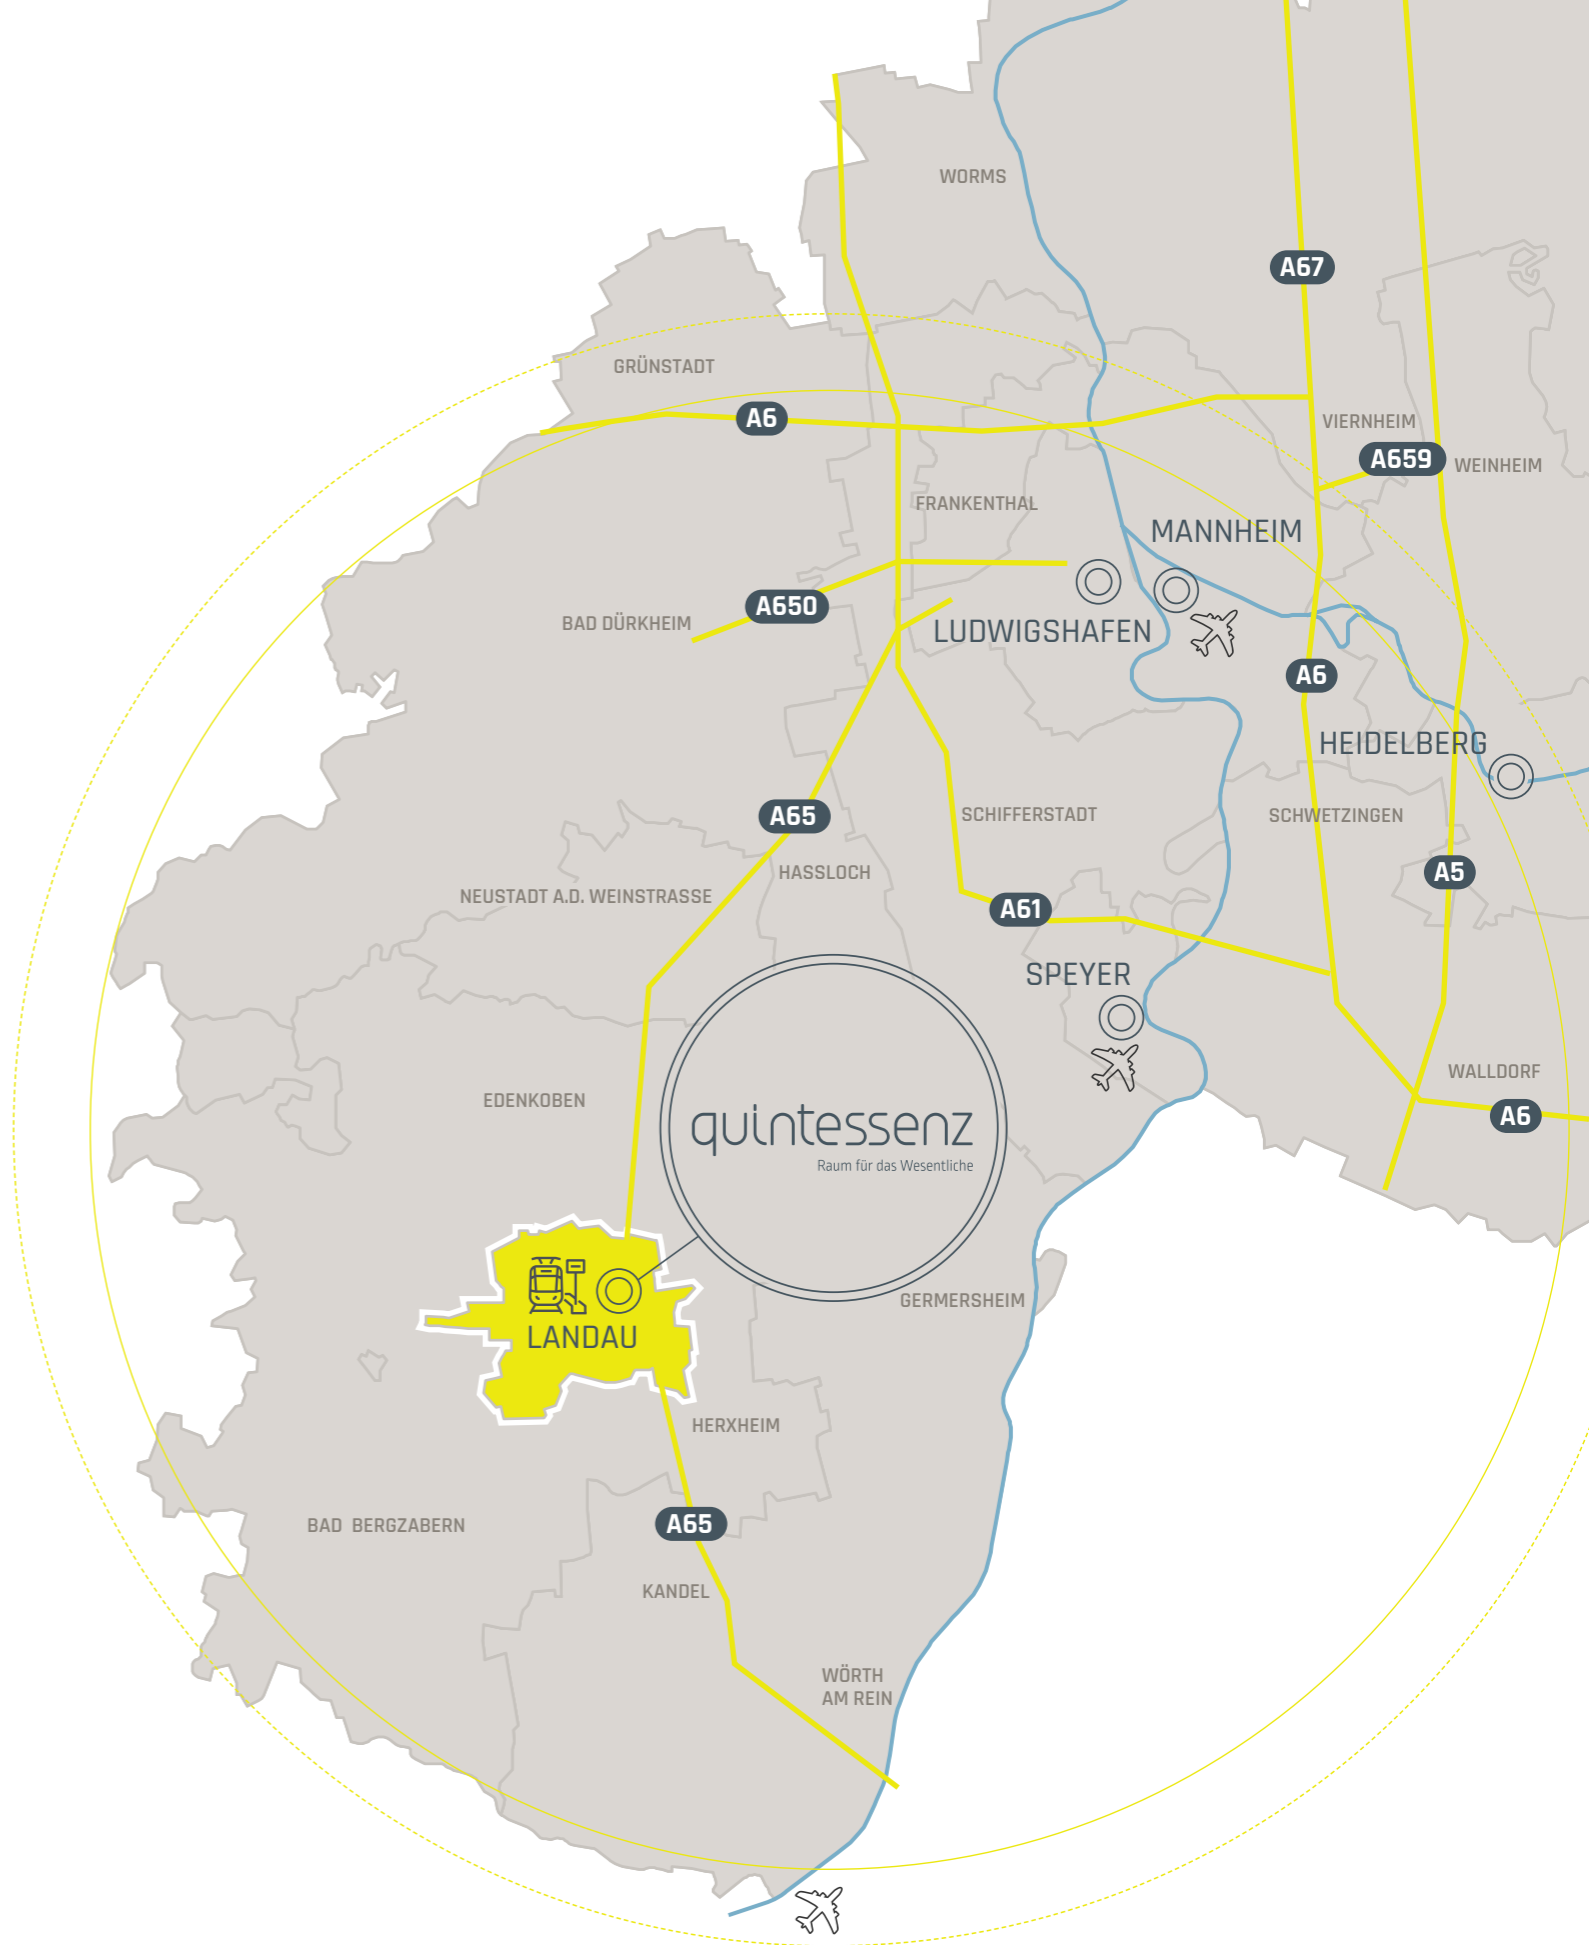 WORMS
A67
GRÜNSTADT
A6
VIERNHEIM
A659
WEINHEIM
FRANKENTHAL
MANNHEIM
A650
BAD DÜRKHEIM
LUDWIGSHAFEN
A6
HEIDELBERG
A65
SCHIFFERSTADT
SCHWETZINGEN
HASSLOCH
A5
NEUSTADT A.D. WEINSTRASSE
A61
SPEYER
WALLDORF
EDENKOBEN
A6
quintessenz
Raum für das Wesentliche
GERMERSHEIM
LANDAU
HERXHEIM
A65
BAD BERGZABERN
KANDEL
WÖRTH
AM REIN